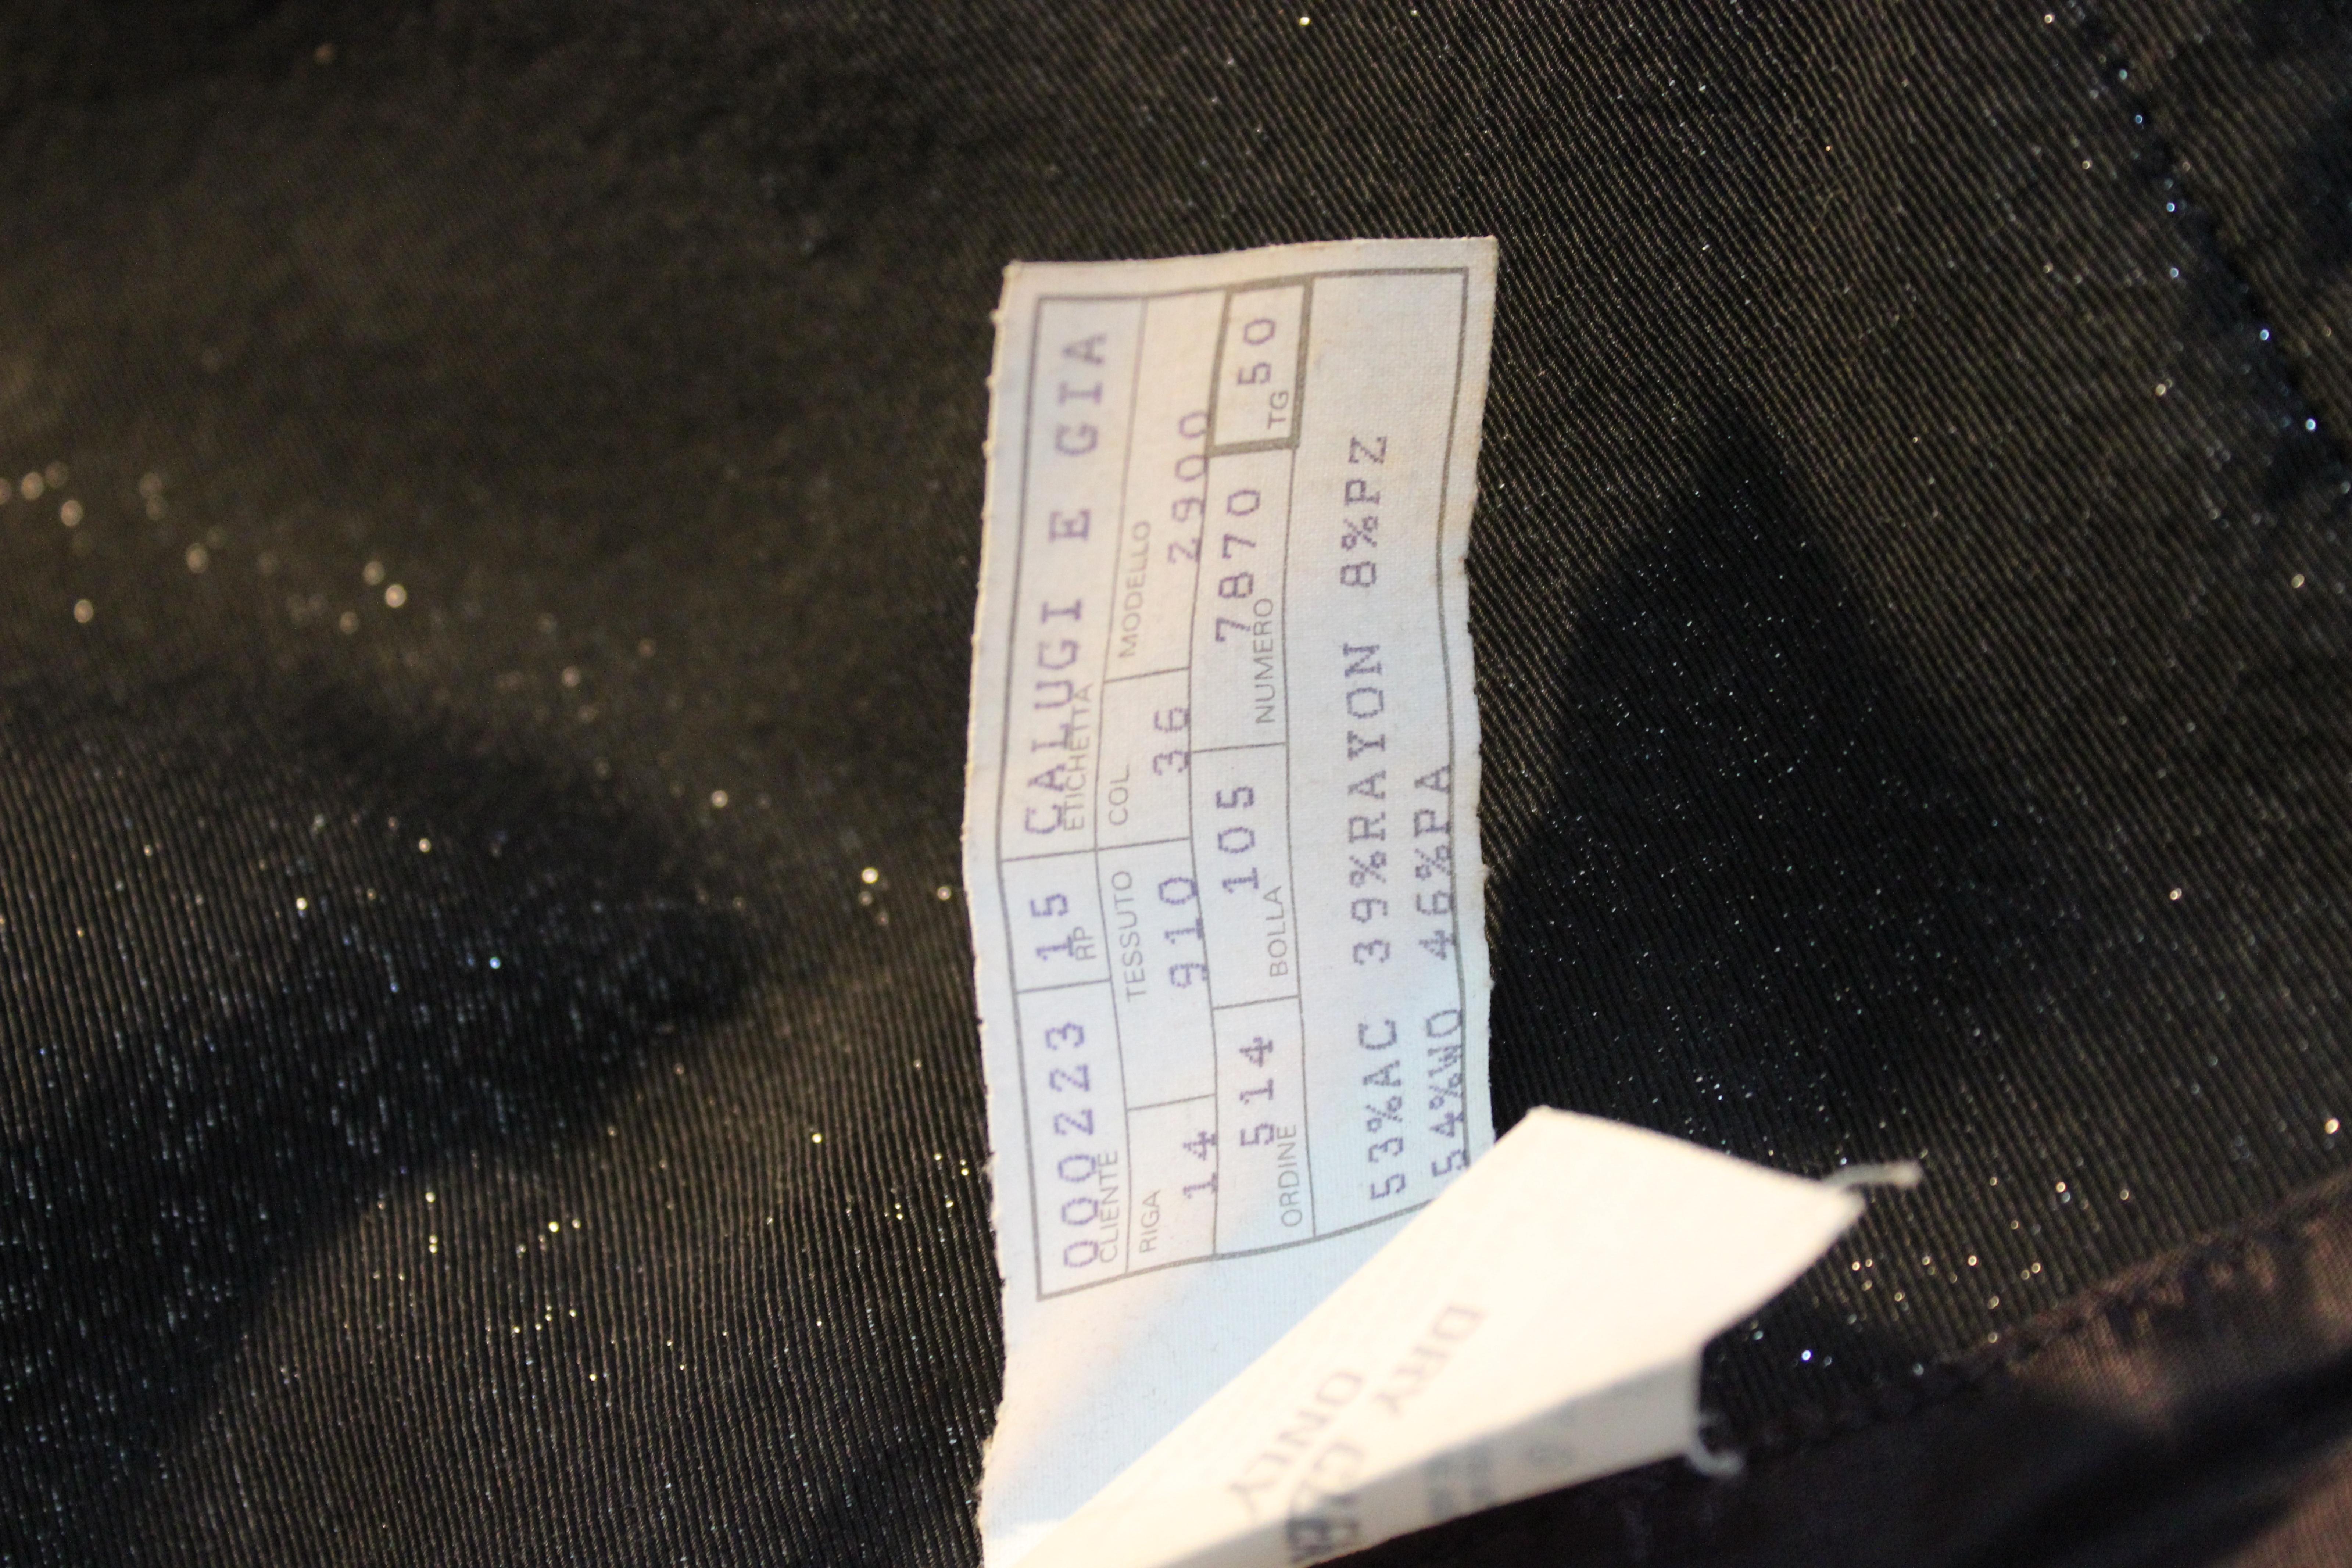 000223 15 CALUGI E GIA
CLIENTE RP ETICHETTA
RIGA TESSUTO COL. MODELLO
14 910 36 2900
514 105 7870 50
ORDINE BOLLA NUMERO TG
53%AC 39%RAYON 8%PZ
54%WO 46%PA
DRY
ONLY